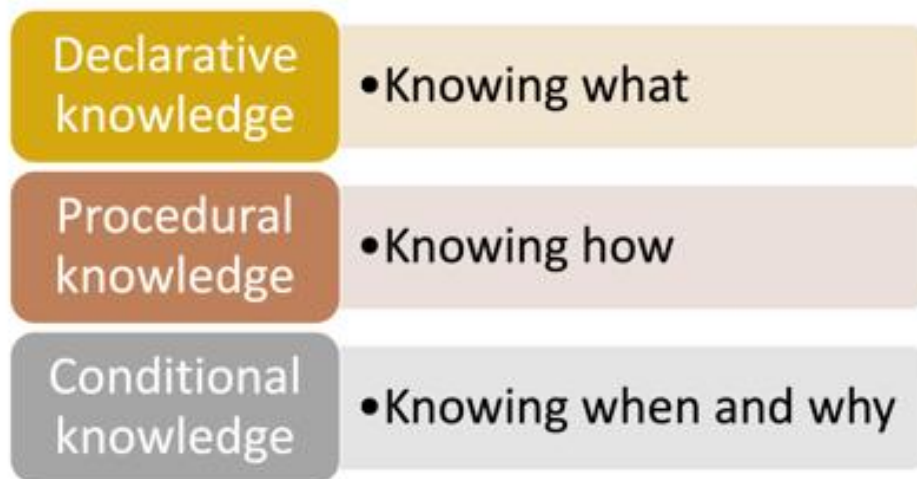 Declarative
knowledge
•Knowing what
Procedural
knowledge
•Knowing how
Conditional
knowledge
•Knowing when and why